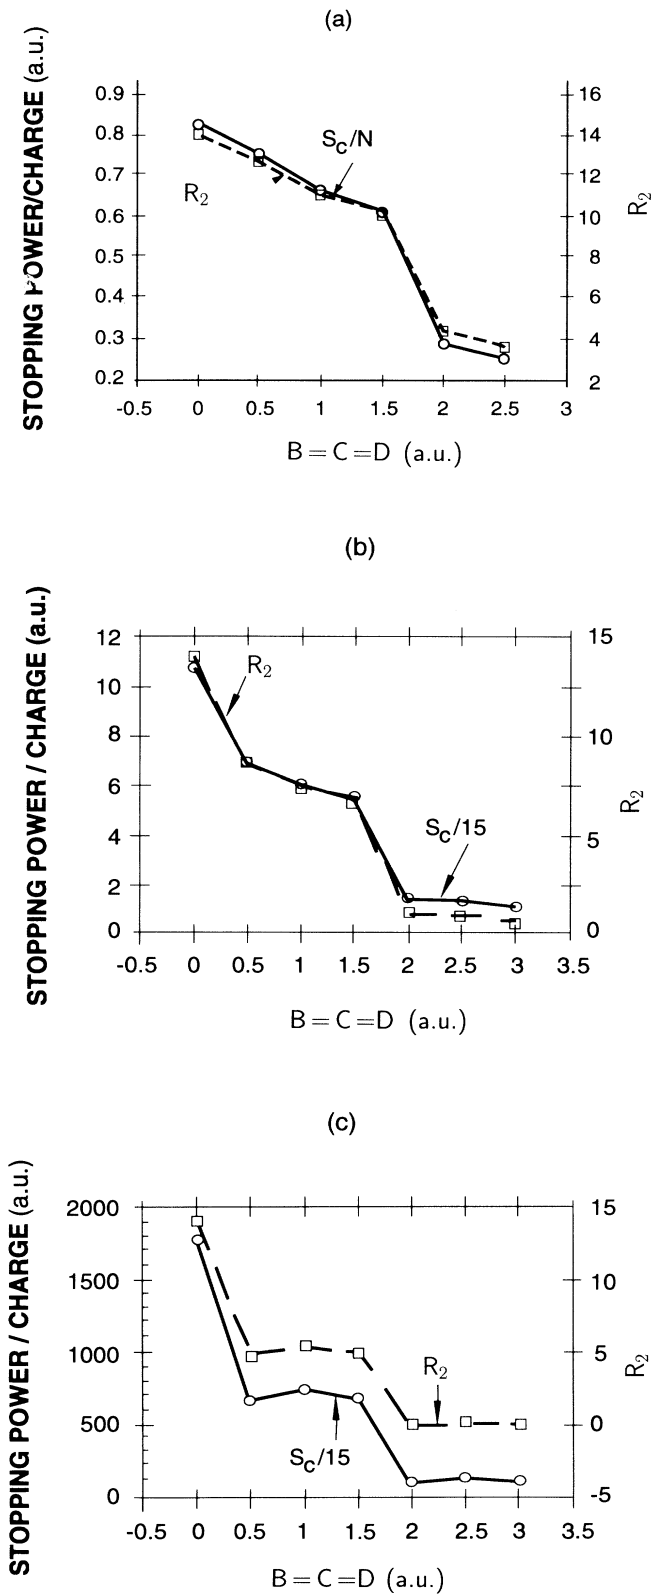 (a)
STOPPING POWER/CHARGE (a.u.)
0.9
0.8
0.7
0.6
0.5
0.4
0.3
0.2
16
14
12
10
8
6
4
2
R2
Sc/N
R2
-0.5 0 0.5 1 1.5 2 2.5 3
B=C=D (a.u.)
(b)
STOPPING POWER / CHARGE (a.u.)
12
10
8
6
4
2
0
15
10
5
0
R2
R2
Sc/15
-0.5 0 0.5 1 1.5 2 2.5 3 3.5
B=C=D (a.u.)
(c)
STOPPING POWER / CHARGE (a.u.)
2000
1500
1000
500
0
15
10
5
0
-5
R2
R2
Sc/15
-0.5 0 0.5 1 1.5 2 2.5 3 3.5
B=C=D (a.u.)